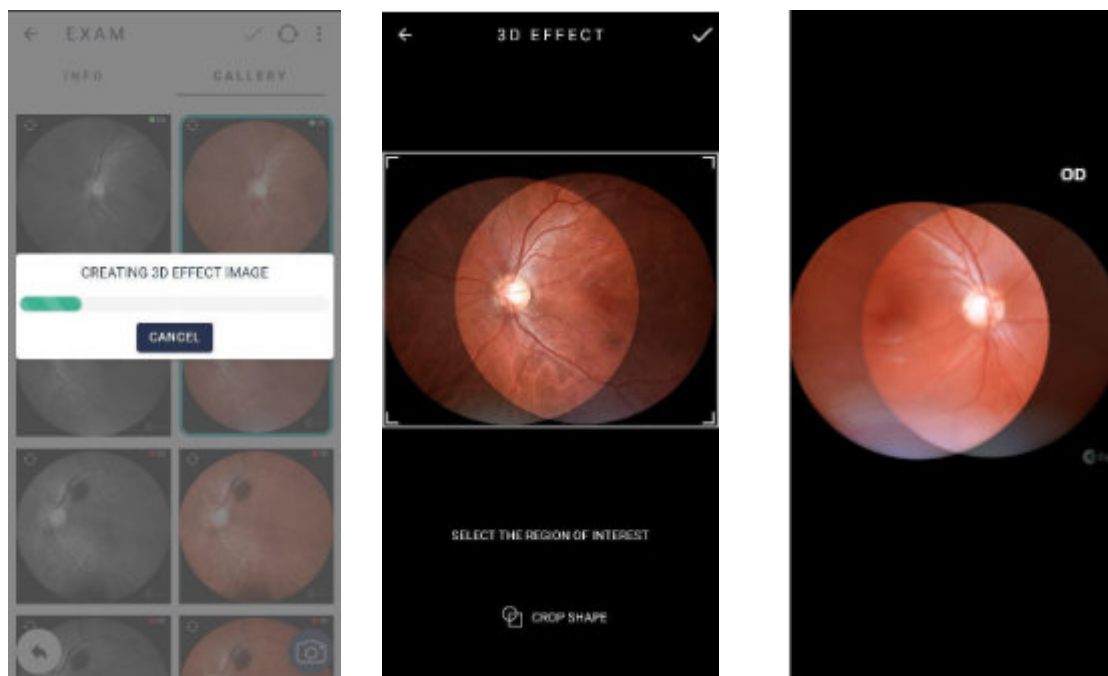 EXAM
INFO
GALLERY
CREATING 3D EFFECT IMAGE
CANCEL
3D EFFECT
SELECT THE REGION OF INTEREST
CROP SHAPE
OD